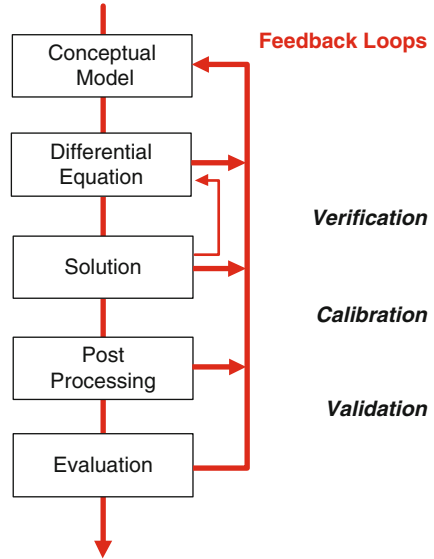 Feedback Loops
Conceptual
Model
Differential
Equation
Verification
Solution
Calibration
Post
Processing
Validation
Evaluation